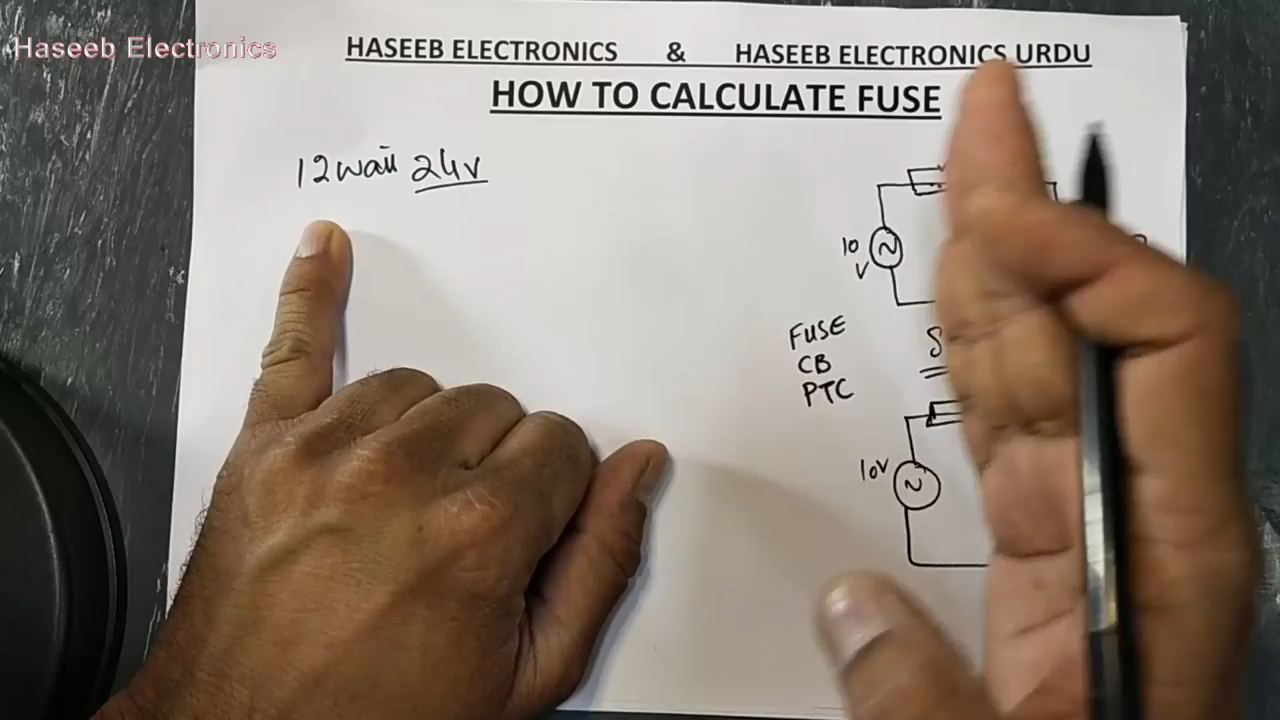 Haseeb Electronics
HASEEB ELECTRONICS & HASEEB ELECTRONICS URDU
HOW TO CALCULATE FUSE
12watt 24v
10
V
FUSE
CB
PTC
10V